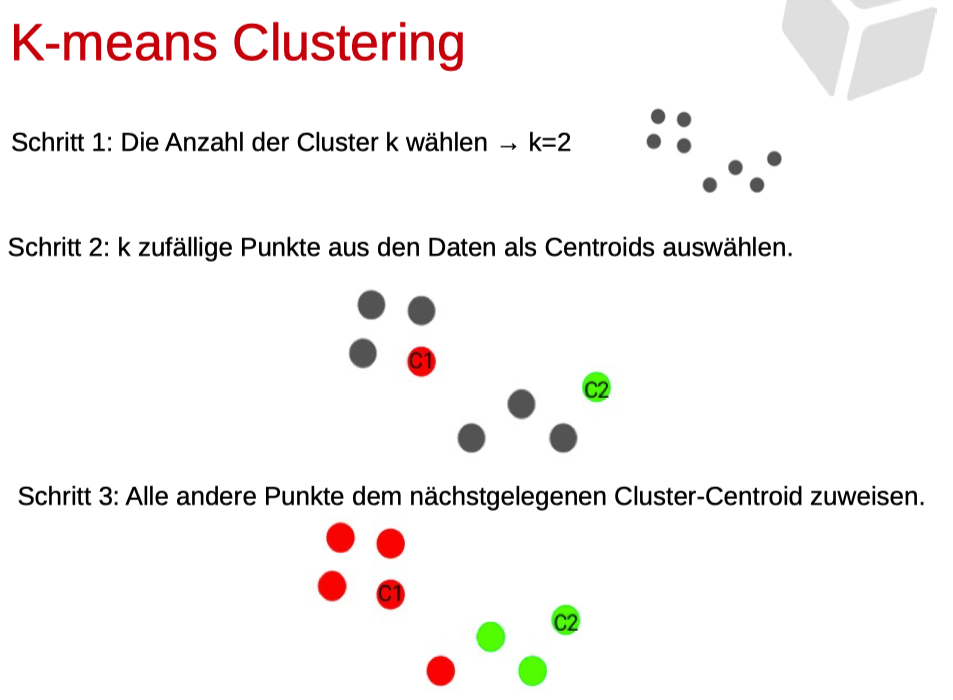 K-means Clustering
Schritt 1: Die Anzahl der Cluster k wählen → k=2
Schritt 2: k zufällige Punkte aus den Daten als Centroids auswählen.
C1
C2
Schritt 3: Alle andere Punkte dem nächstgelegenen Cluster-Centroid zuweisen.
C1
C2